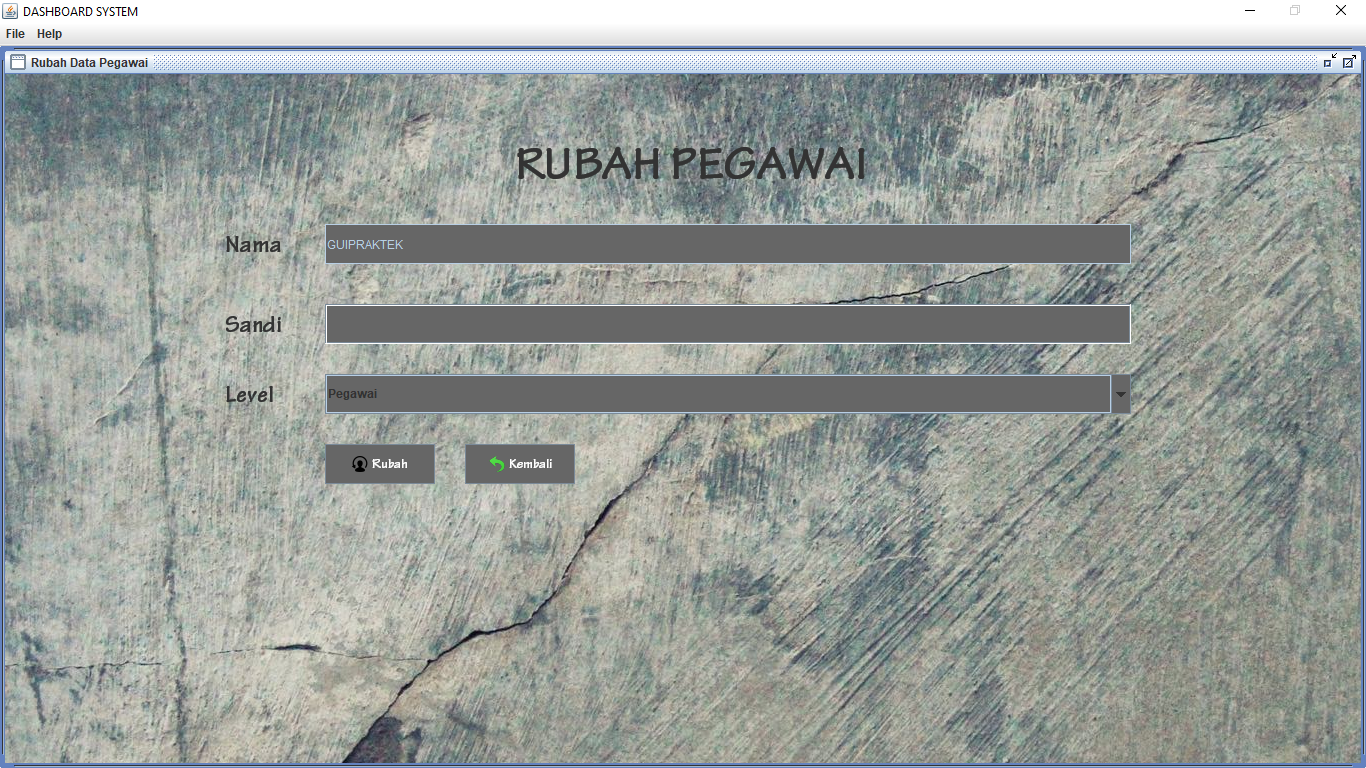 DASHBOARD SYSTEM
File Help
Rubah Data Pegawai
RUBAH PEGAWAI
Nama GUIPRAKTEK
Sandi
Level Pegawai
Rubah Kembali